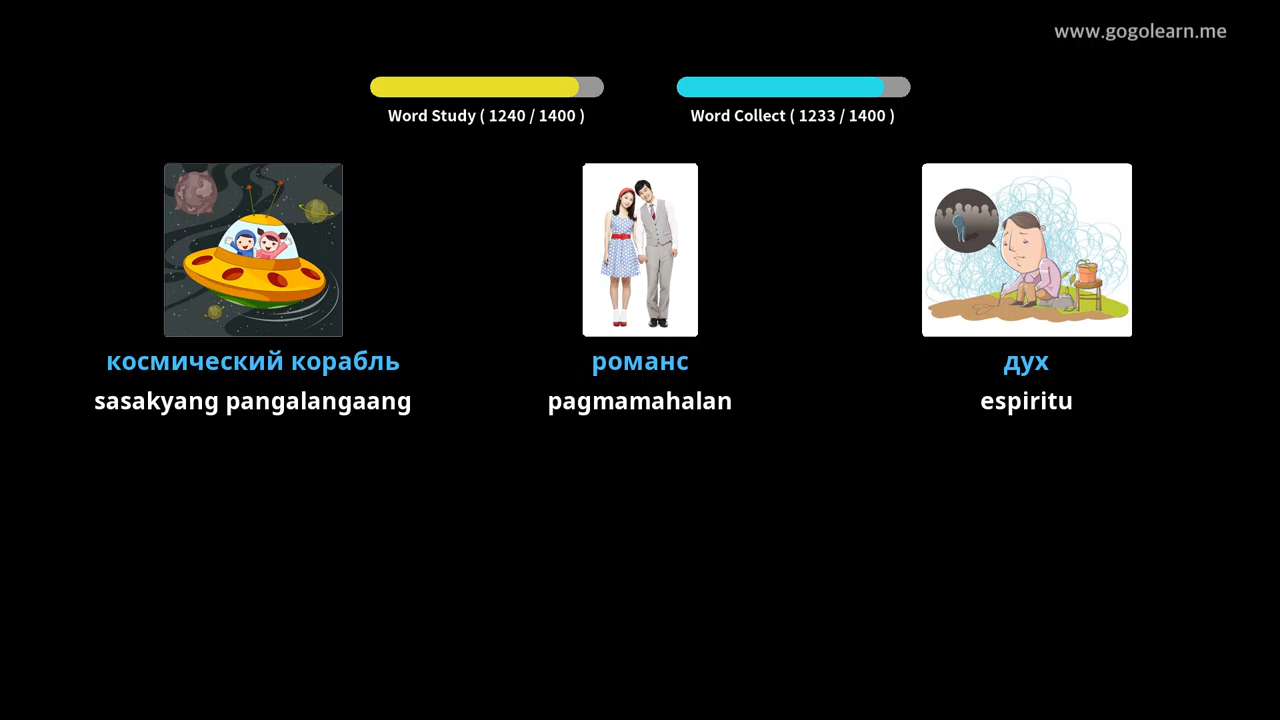 www.gogolearn.me
Word Study ( 1240 / 1400 )
Word Collect ( 1233 / 1400 )
космический корабль
sasakyang pangalangaang
романс
pagmamahalan
дух
espiritu